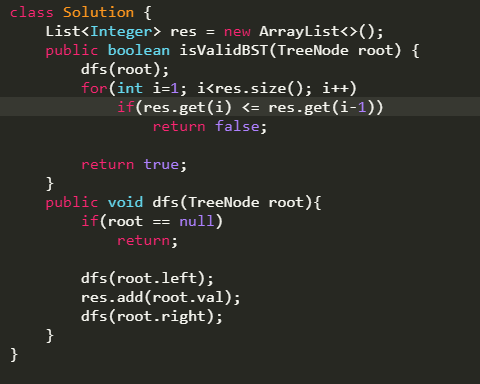 class Solution {
    List<Integer> res = new ArrayList<>();
    public boolean isValidBST(TreeNode root) {
        dfs(root);
        for(int i=1; i<res.size(); i++)
            if(res.get(i) <= res.get(i-1))
                return false;

        return true;
    }
    public void dfs(TreeNode root){
        if(root == null)
            return;

        dfs(root.left);
        res.add(root.val);
        dfs(root.right);
    }
}